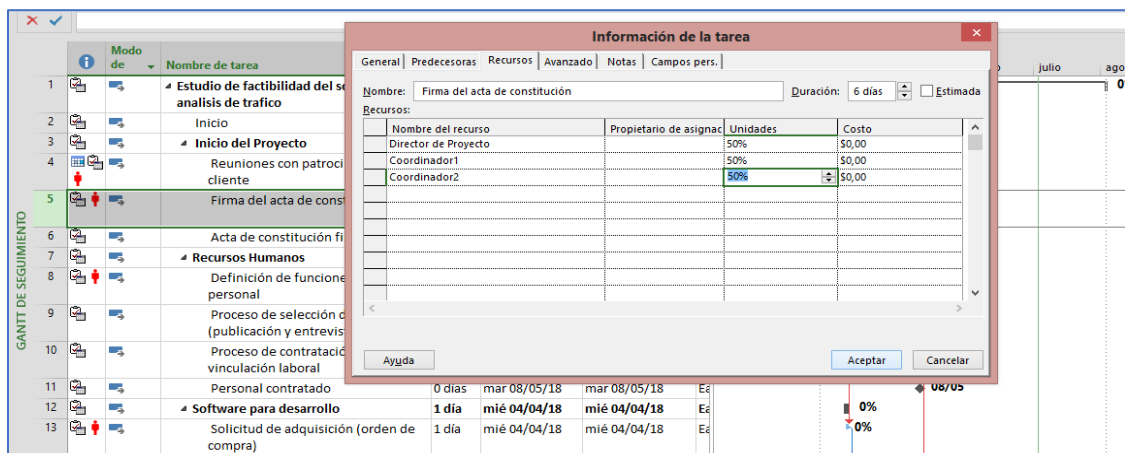 Modo
de
Nombre de tarea
1 Estudio de factibilidad del
analisis de trafico
2 Inicio
3 Inicio del Proyecto
4 Reuniones con patroci
cliente
5 Firma del acta de const
6 Acta de constitución fi
7 Recursos Humanos
8 Definición de funcione
personal
9 Proceso de selección d
(publicación y entrevis
10 Proceso de contratació
vinculación laboral
11 Personal contratado 0 días mar 08/05/18 mar 08/05/18 Ea
12 Software para desarrollo 1 día mié 04/04/18 mié 04/04/18 Ea
13 Solicitud de adquisición (orden de 1 día mié 04/04/18 mié 04/04/18 Ea
compra)
GANTT DE SEGUIMIENTO
Información de la tarea
General Predecesoras Recursos Avanzado Notas Campos pers.
Nombre: Firma del acta de constitución Duración: 6 días Estimada
Recursos:
Nombre del recurso Propietario de asignac Unidades Costo
Director de Proyecto 50% $0,00
Coordinador1 50% $0,00
Coordinador2 50% $0,00
Ayuda Aceptar Cancelar
julio ago
0
08/05
0%
0%